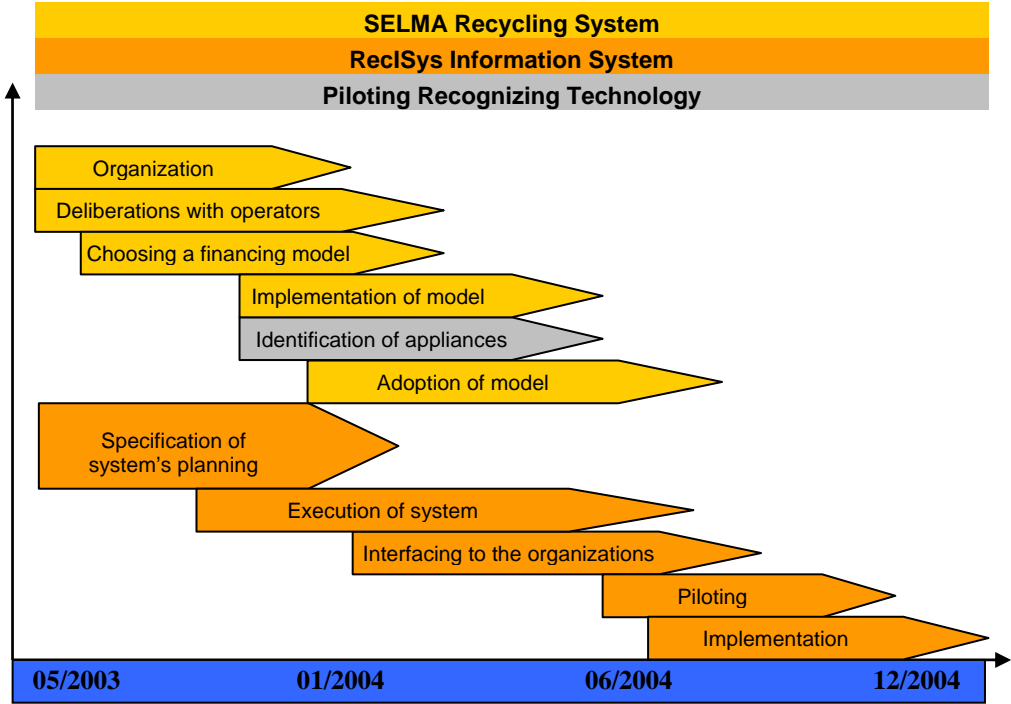 SELMA Recycling System
RecISys Information System
Piloting Recognizing Technology
Organization
Deliberations with operators
Choosing a financing model
Implementation of model
Identification of appliances
Adoption of model
Specification of
system's planning
Execution of system
Interfacing to the organizations
Piloting
Implementation
05/2003 01/2004 06/2004 12/2004